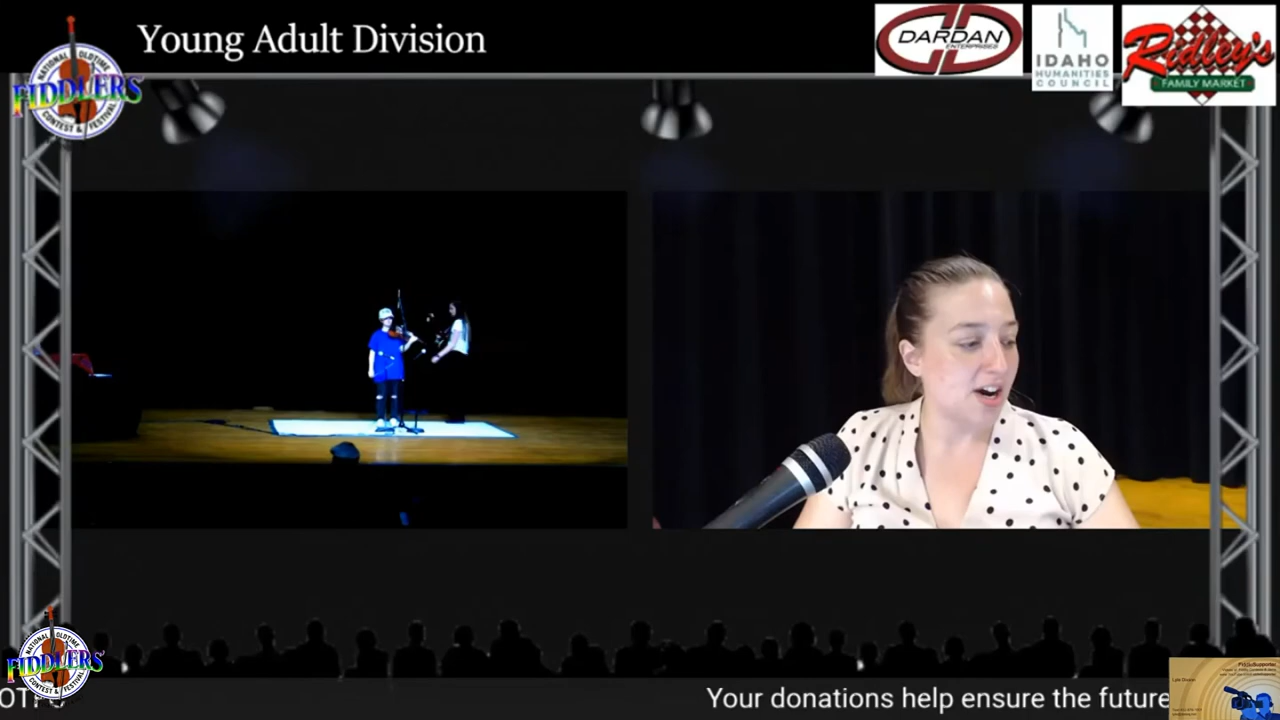 Young Adult Division
NATIONAL OLDTIME
FIDDLERS'
CONTEST & FESTIVAL
DARDAN
ENTERPRISES
IDAHO
HUMANITIES
COUNCIL
Ridley's
FAMILY MARKET
NATIONAL OLDTIME
FIDDLERS'
CONTEST & FESTIVAL
Your donations help ensure the future